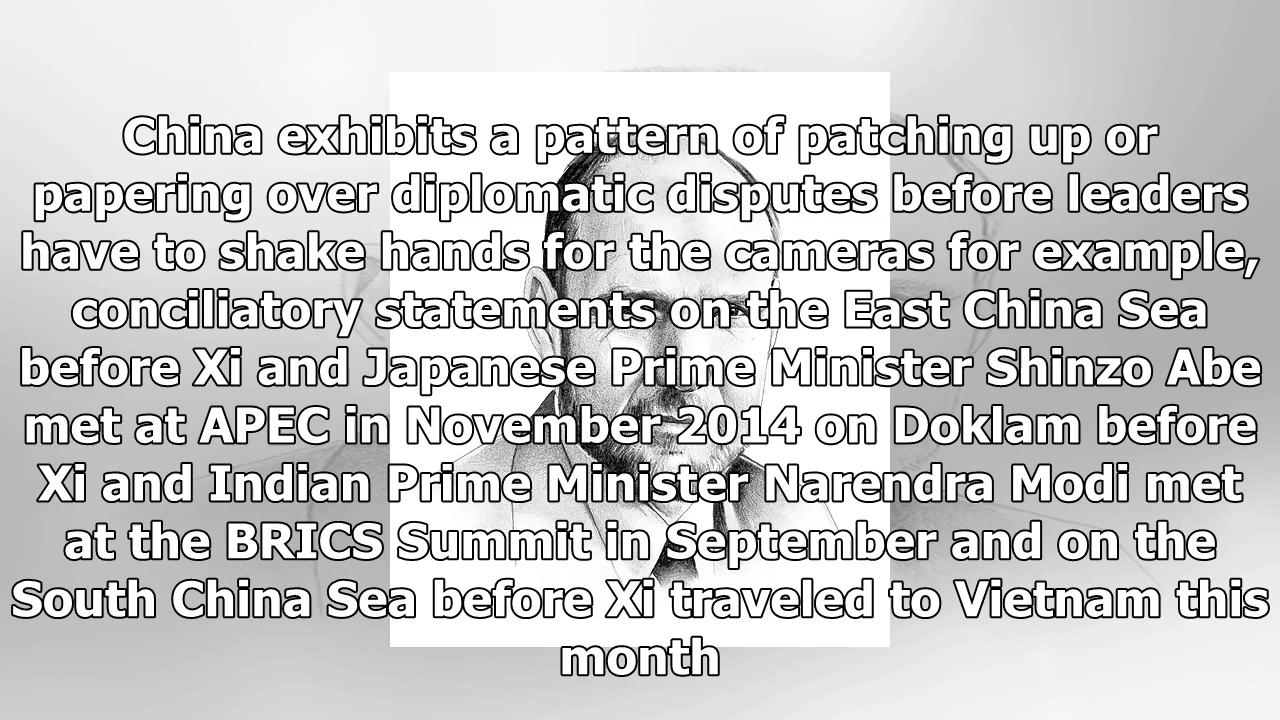 China exhibits a pattern of patching up or
papering over diplomatic disputes before leaders
have to shake hands for the cameras for example,
conciliatory statements on the East China Sea
before Xi and Japanese Prime Minister Shinzo Abe
met at APEC in November 2014 on Doklam before
Xi and Indian Prime Minister Narendra Modi met
at the BRICS Summit in September and on the
South China Sea before Xi traveled to Vietnam this
month